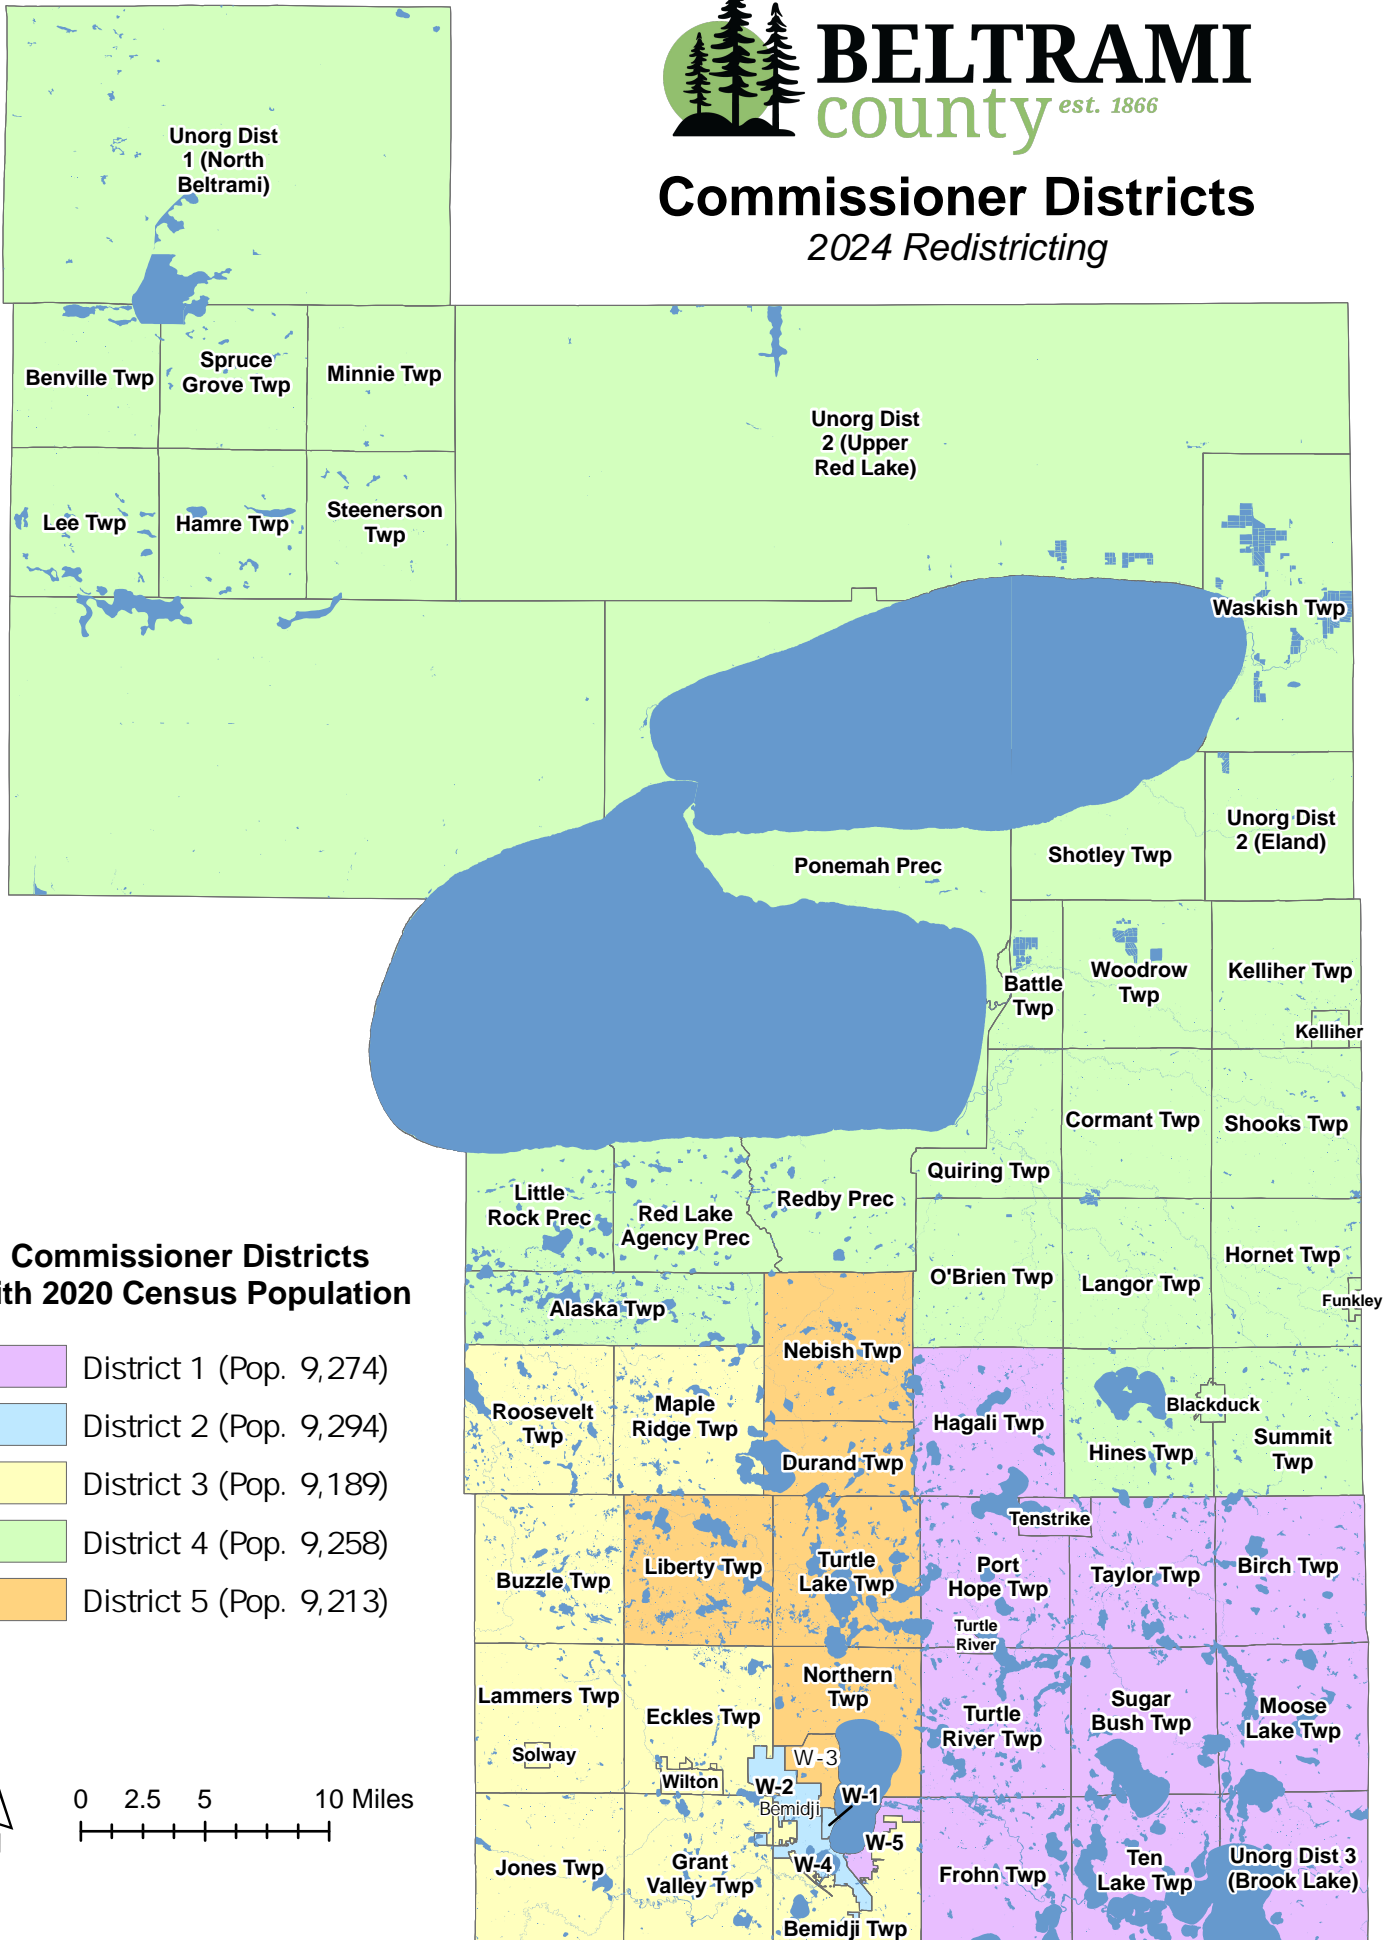 BELTRAMI
county est. 1866
Commissioner Districts
2024 Redistricting
Unorg Dist
1 (North
Beltrami)
Benville Twp
Spruce
Grove Twp
Minnie Twp
Unorg Dist
2 (Upper
Red Lake)
Lee Twp
Hamre Twp
Steenerson
Twp
Waskish Twp
Unorg Dist
2 (Eland)
Shotley Twp
Ponemah Prec
Battle
Twp
Woodrow
Twp
Kelliher Twp
Kelliher
Cormant Twp
Shooks Twp
Quiring Twp
Little
Rock Prec
Red Lake
Agency Prec
Redby Prec
O'Brien Twp
Langor Twp
Hornet Twp
Funkley
Alaska Twp
Nebish Twp
Roosevelt
Twp
Maple
Ridge Twp
Durand Twp
Hagali Twp
Blackduck
Hines Twp
Summit
Twp
Tenstrike
Buzzle Twp
Liberty Twp
Turtle
Lake Twp
Port
Hope Twp
Taylor Twp
Birch Twp
Turtle
River
Lammers Twp
Eckles Twp
Northern
Twp
Turtle
River Twp
Sugar
Bush Twp
Moose
Lake Twp
Solway
Wilton
W-3
W-2
Bemidji
W-1
W-5
W-4
Jones Twp
Grant
Valley Twp
Bemidji Twp
Frohn Twp
Ten
Lake Twp
Unorg Dist 3
(Brook Lake)
Commissioner Districts
ith 2020 Census Population
District 1 (Pop. 9,274)
District 2 (Pop. 9,294)
District 3 (Pop. 9,189)
District 4 (Pop. 9,258)
District 5 (Pop. 9,213)
0 2.5 5 10 Miles